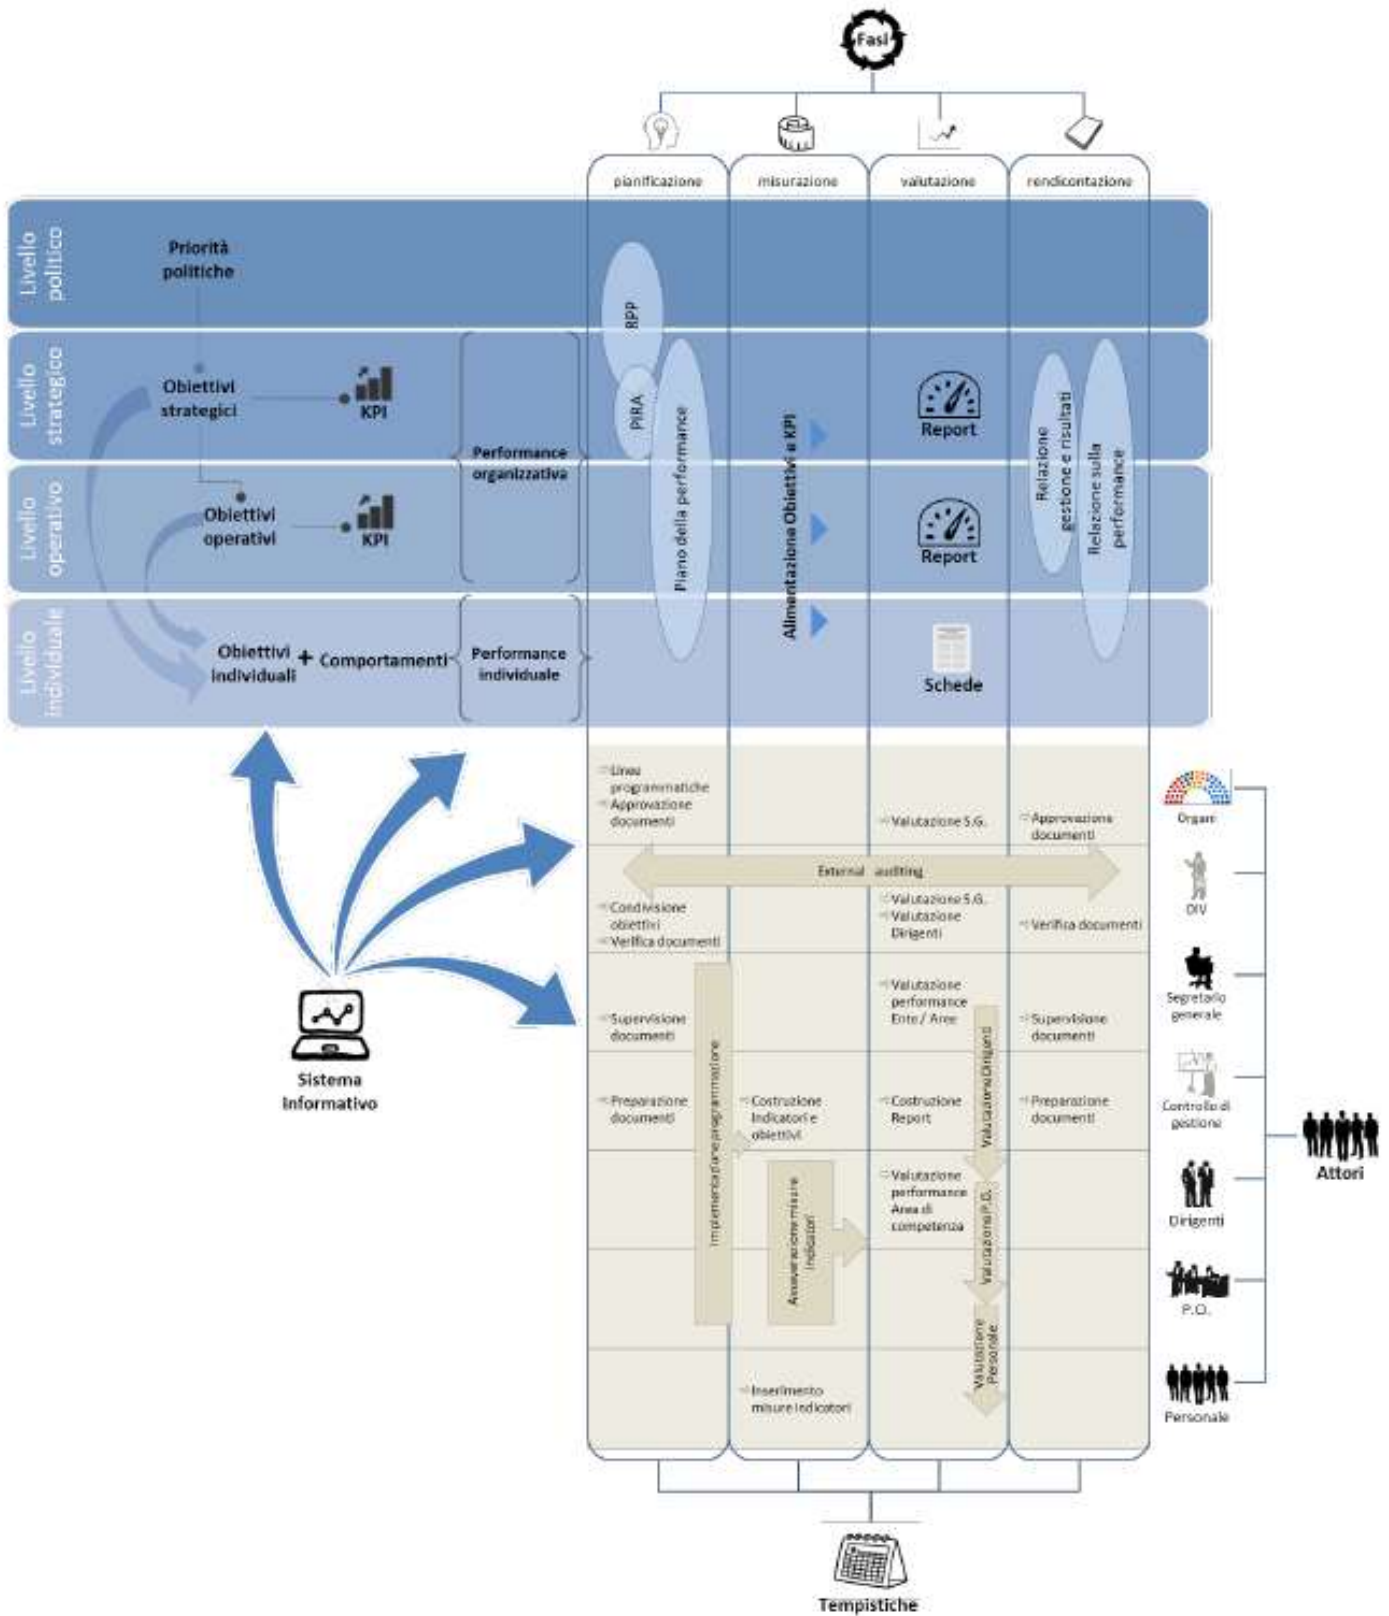 Fasi
pianificazione
misurazione
valutazione
rendicontazione
Livello
politico
Priorità
politiche
RPP
Livello
strategico
Obiettivi
strategici
KPI
PIRA
Report
Performance
organizzativa
Piano della performance
Alimentazione Obiettivi e KPI
Relazione
gestione e risultati
Relazione sulla
performance
Livello
operativo
Obiettivi
operativi
KPI
Report
Livello
individuale
Obiettivi
individuali
+
Comportamenti
Performance
individuale
Schede
Linee
programmatiche
Approvazione
documenti
Valutazione S.G.
Approvazione
documenti
Organi
External auditing
OIV
Condivisione
obiettivi
Verifica documenti
Valutazione S.G.
Valutazione
Dirigenti
Verifica documenti
Supervisione
documenti
Valutazione
performance
Ente / Aree
Supervisione
documenti
Segretario
generale
Preparazione
documenti
Costruzione
Indicatori e
obiettivi
Costruzione
Report
Preparazione
documenti
Controllo di
gestione
Implementazione programmazione
Asseverazione misure
indicatori
Valutazione
performance
Area di
competenza
Valutazione Dirigenti
Valutazione P.O.
Valutazione
Personale
Dirigenti
P.O.
Inserimento
misure indicatori
Personale
Attori
Sistema
Informativo
Tempistiche